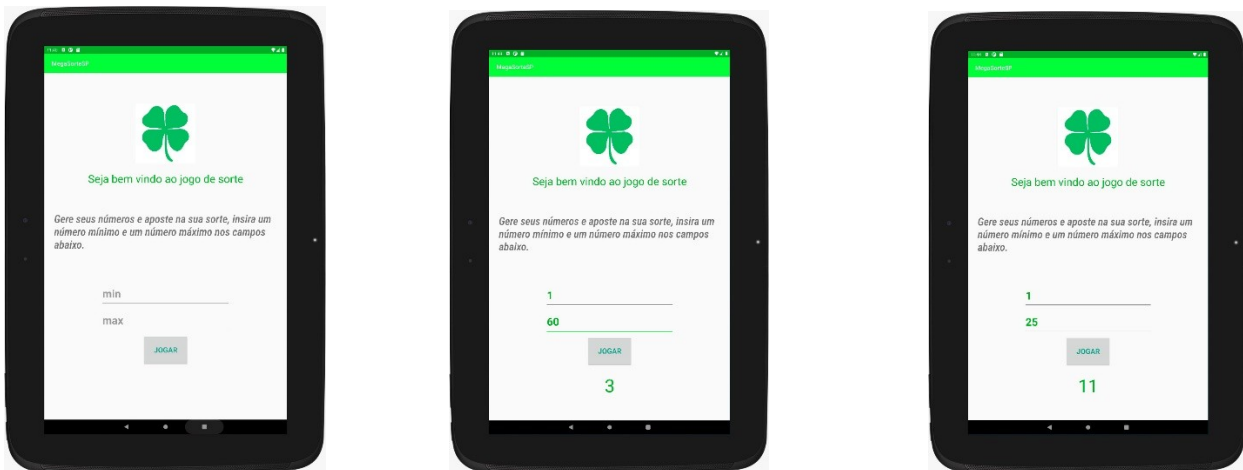 MegaSorteSP
Seja bem vindo ao jogo de sorte
Gere seus números e aposte na sua sorte, insira um
número mínimo e um número máximo nos campos
abaixo.
min
max
JOGAR
MegaSorteSP
Seja bem vindo ao jogo de sorte
Gere seus números e aposte na sua sorte, insira um
número mínimo e um número máximo nos campos
abaixo.
1
60
JOGAR
3
MegaSorteSP
Seja bem vindo ao jogo de sorte
Gere seus números e aposte na sua sorte, insira um
número mínimo e um número máximo nos campos
abaixo.
1
25
JOGAR
11